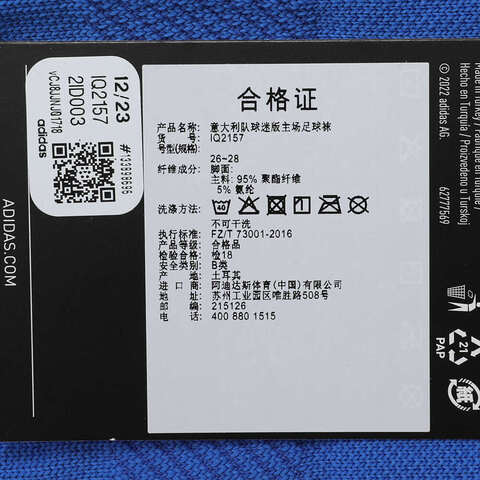 12/23
IQ2157
21D003
vCJ8JNJ01718
adidas
#733699696
ADIDAS.COM
合格证
产品名称: 意大利队球迷版主场足球袜
货号: IQ2157
号型(规格):
26~28
纤维成分: 脚面:
主料: 95% 聚酯纤维
5% 氨纶
洗涤方法: 40
不可干洗
执行标准: FZ/T 73001-2016
产品等级: 合格品
检验合格: 检18
安全类别: B类
产 地: 土耳其
进 口 商: 阿迪达斯体育(中国)有限公司
地 址: 苏州工业园区唯胜路508号
邮 编: 215126
电 话: 400 880 1515
© 2022 adidas AG.
62777569
Hecho en Turquía / Proizvedeno u Turskoj
21
PAP
紙